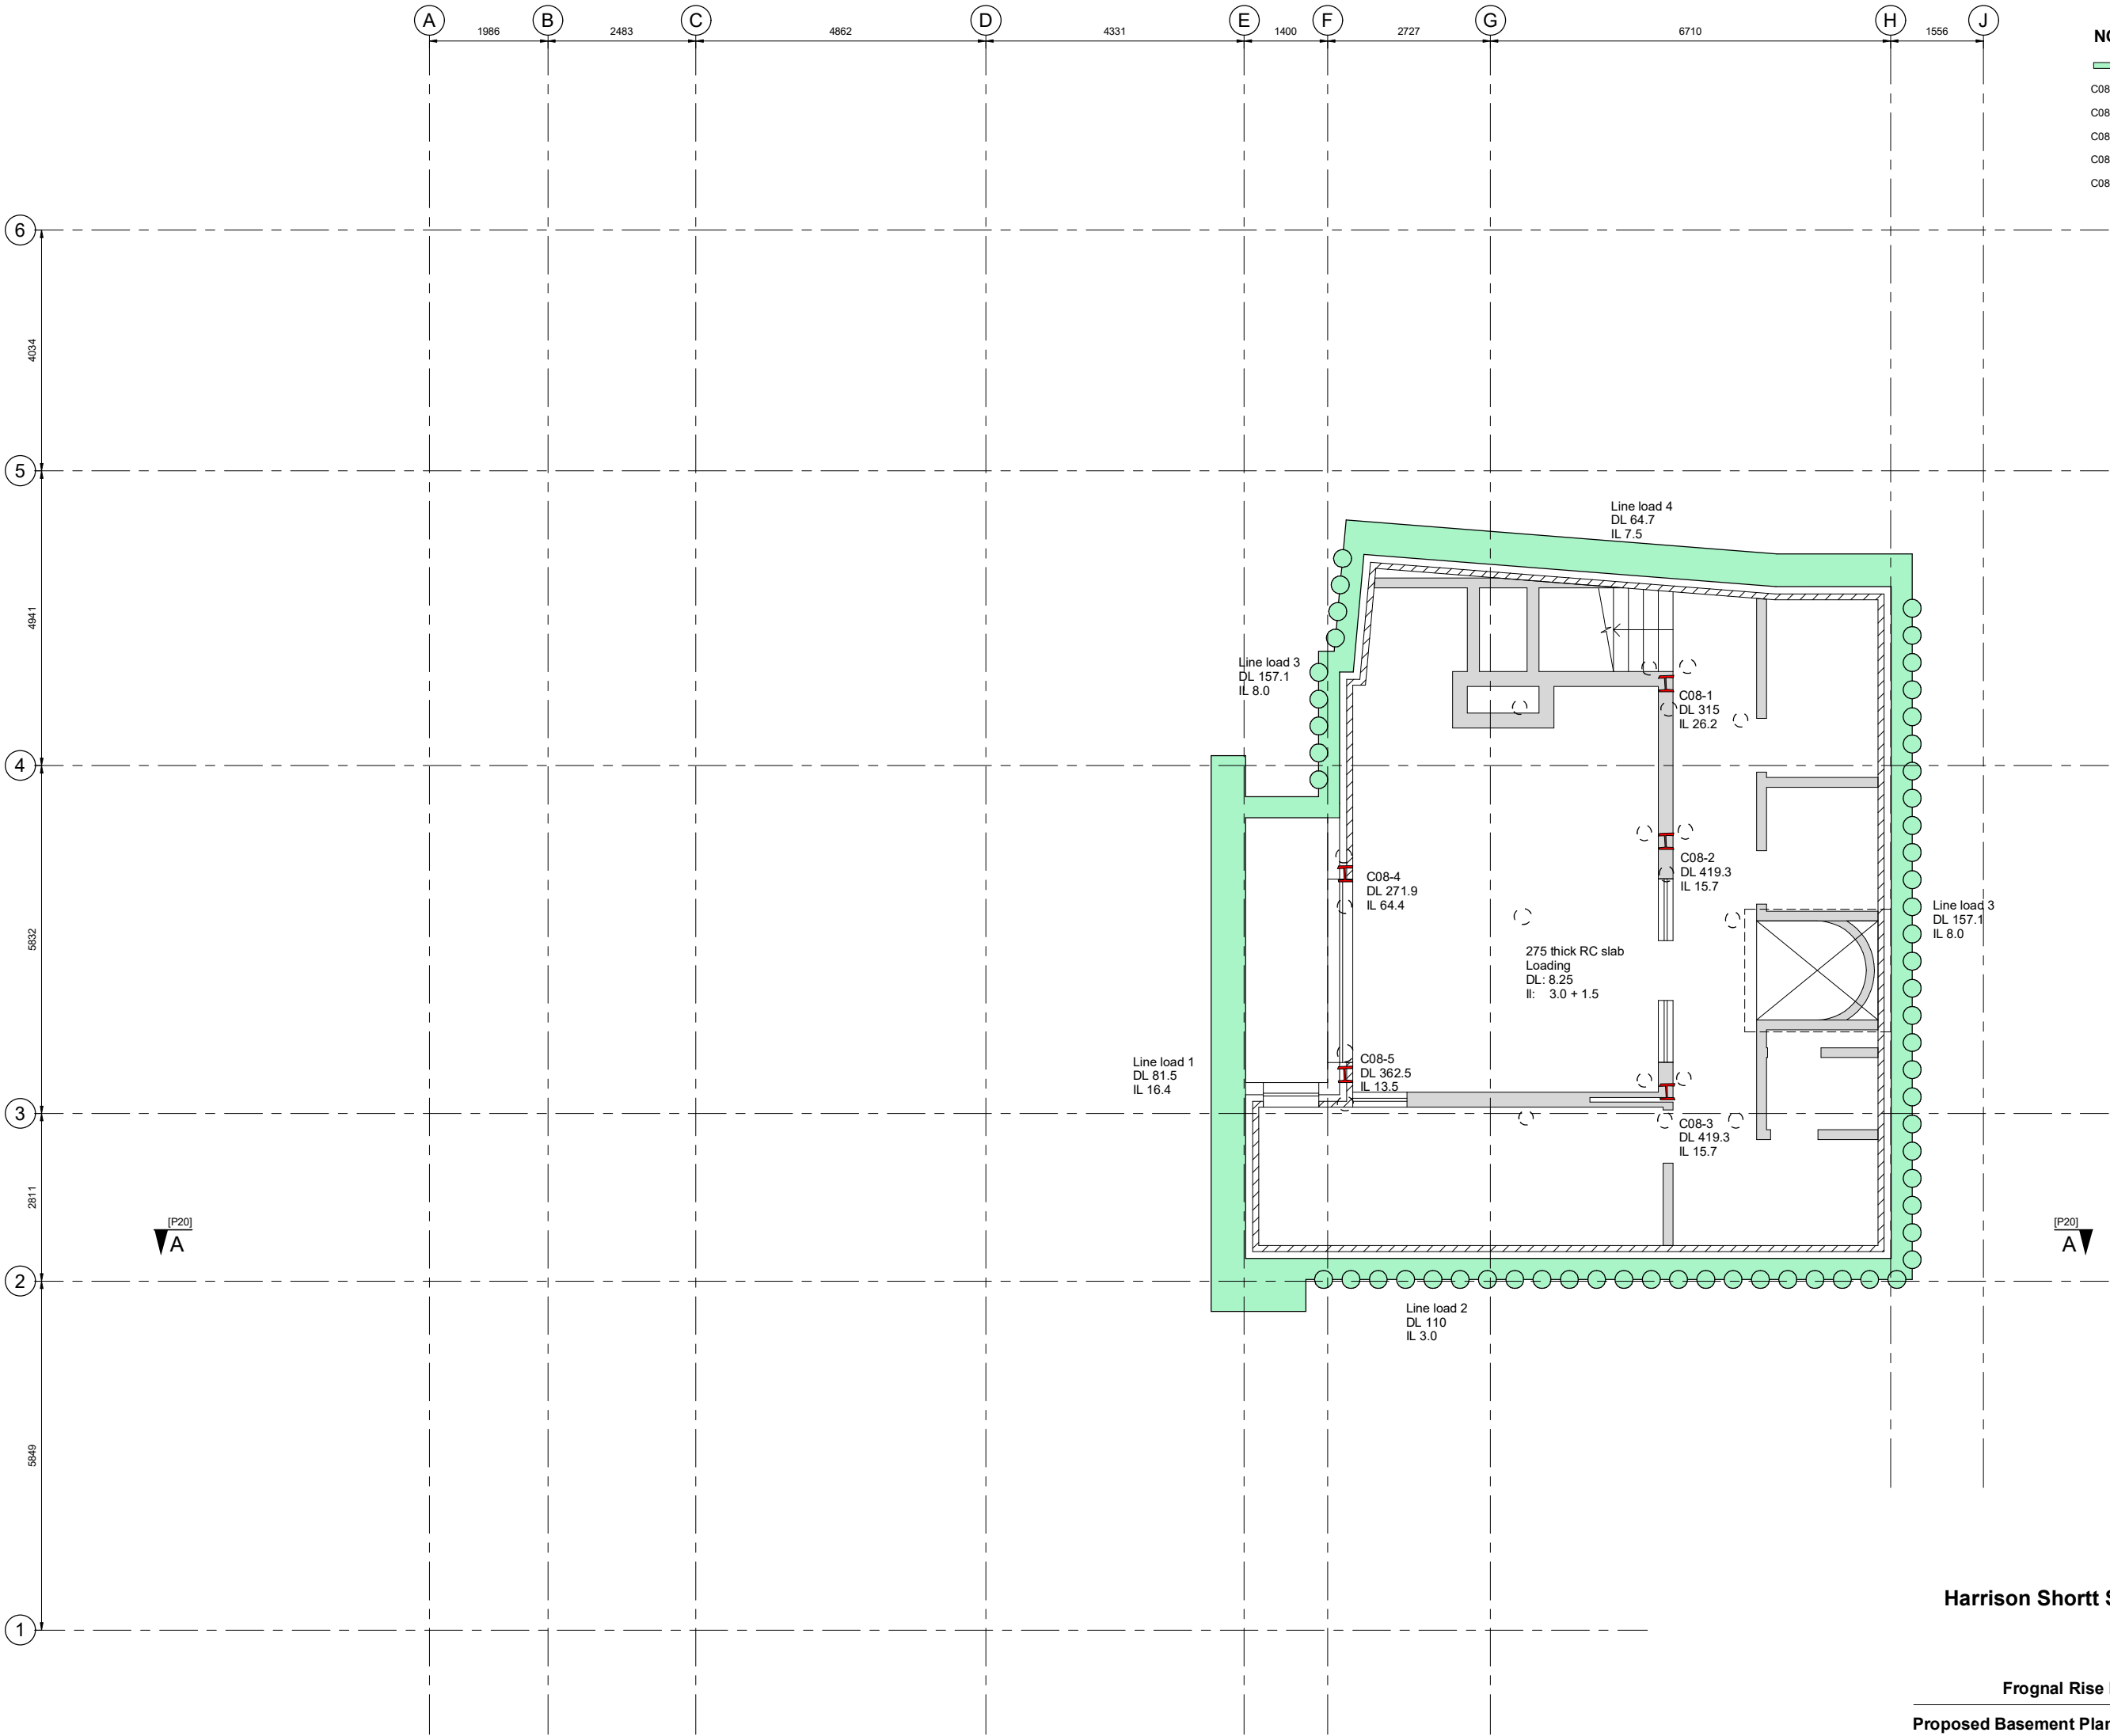 A B C D E F G H J
1986 2483 4862 4331 1400 2727 6710 1556
C08
C08
C08
C08
C08
6
4034
5
Line load 4
DL 64.7
IL 7.5
4941
Line load 3
DL 157.1
IL 8.0
C08-1
DL 315
IL 26.2
4
C08-2
DL 419.3
IL 15.7
C08-4
DL 271.9
IL 64.4
Line load 3
DL 157.1
IL 8.0
5832
275 thick RC slab
Loading
DL: 8.25
Il: 3.0 + 1.5
Line load 1
DL 81.5
IL 16.4
C08-5
DL 362.5
IL 13.5
3
C08-3
DL 419.3
IL 15.7
2811
[P20]
A
[P20]
A
2
Line load 2
DL 110
IL 3.0
5849
1
Harrison Shortt
Frognal Rise
Proposed Basement